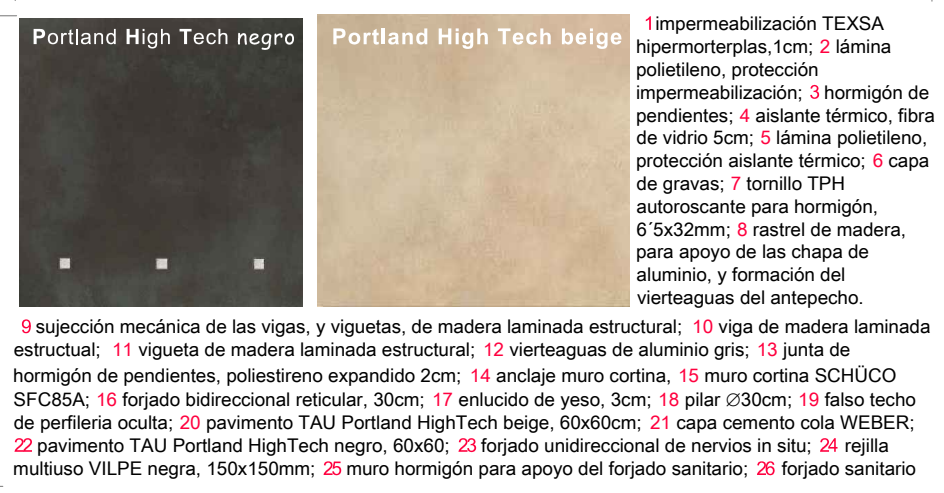 Portland High Tech negro
Portland High Tech beige
1impermeabilización TEXSA
hipermorterplas,1cm; 2 lámina
polietileno, protección
impermeabilización; 3 hormigón de
pendientes; 4 aislante térmico, fibra
de vidrio 5cm; 5 lámina polietileno,
protección aislante térmico; 6 capa
de gravas; 7 tornillo TPH
autoroscante para hormigón,
6´5x32mm; 8 rastrel de madera,
para apoyo de las chapa de
aluminio, y formación del
vierteaguas del antepecho.
9 sujección mecánica de las vigas, y viguetas, de madera laminada estructural; 10 viga de madera laminada
estructual; 11 vigueta de madera laminada estructural; 12 vierteaguas de aluminio gris; 13 junta de
hormigón de pendientes, poliestireno expandido 2cm; 14 anclaje muro cortina, 15 muro cortina SCHÜCO
SFC85A; 16 forjado bidireccional reticular, 30cm; 17 enlucido de yeso, 3cm; 18 pilar ∅30cm; 19 falso techo
de perfileria oculta; 20 pavimento TAU Portland HighTech beige, 60x60cm; 21 capa cemento cola WEBER;
22 pavimento TAU Portland HighTech negro, 60x60; 23 forjado unidireccional de nervios in situ; 24 rejilla
multiuso VILPE negra, 150x150mm; 25 muro hormigón para apoyo del forjado sanitario; 26 forjado sanitario